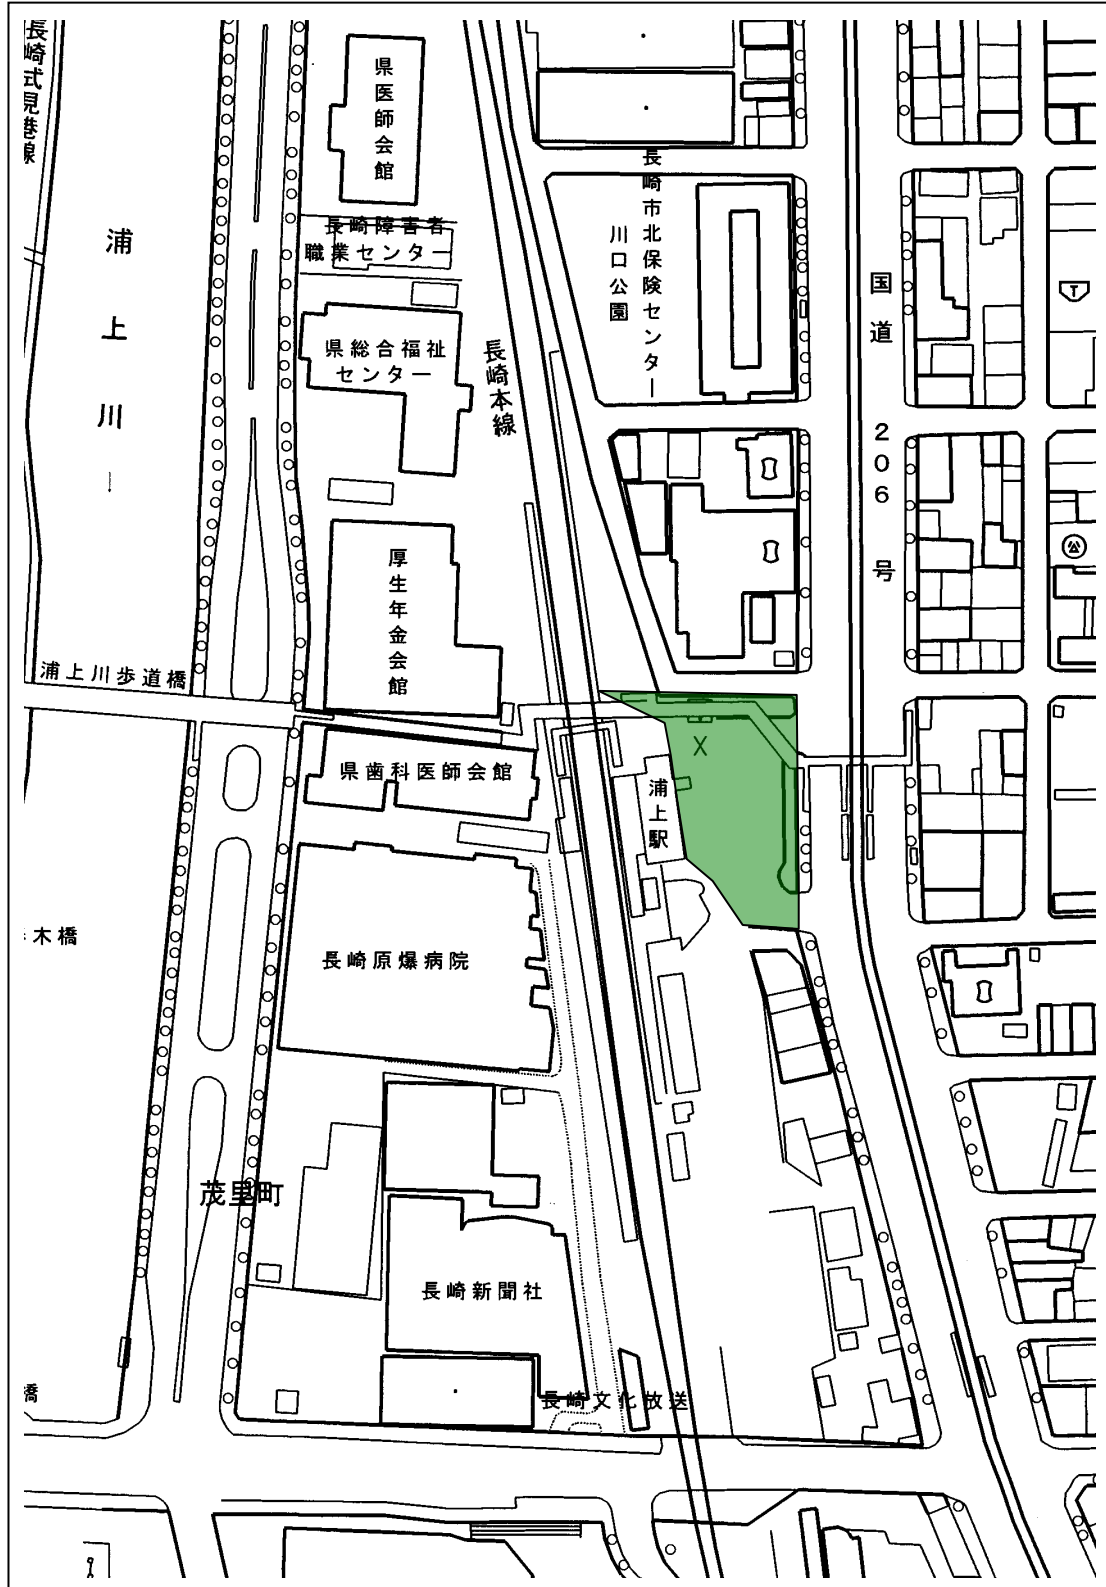 長崎式見港線
県医師会館
長崎障害者
職業センター
長崎市北保険センター
川口公園
浦上川
国道206号
県総合福祉
センター
長崎本線
厚生年金会館
浦上川歩道橋
県歯科医師会館
浦上駅
木橋
長崎原爆病院
茂里町
長崎新聞社
橋
長崎文化放送